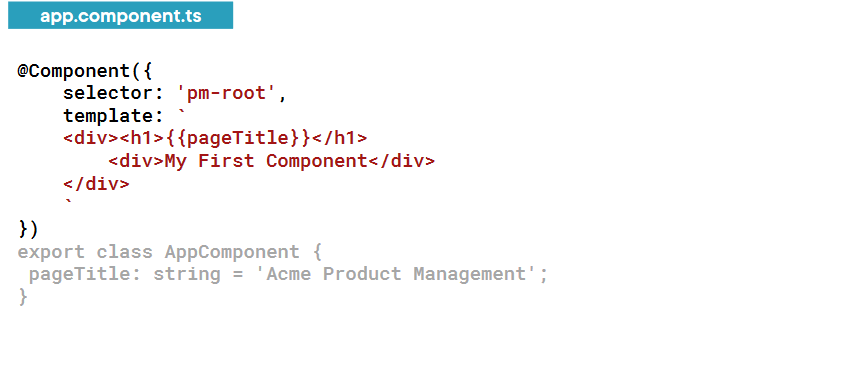 app.component.ts
@Component({
    selector: 'pm-root',
    template: `
    <div><h1>{{pageTitle}}</h1>
        <div>My First Component</div>
    </div>
    `
})
export class AppComponent {
 pageTitle: string = 'Acme Product Management';
}